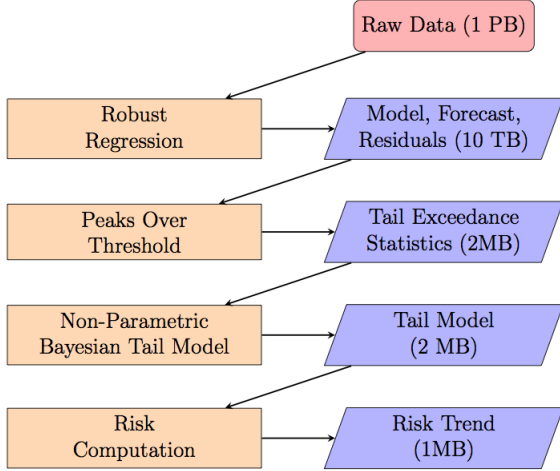 Raw Data (1 PB)
Robust
Regression
Model, Forecast,
Residuals (10 TB)
Peaks Over
Threshold
Tail Exceedance
Statistics (2MB)
Non-Parametric
Bayesian Tail Model
Tail Model
(2 MB)
Risk
Computation
Risk Trend
(1MB)